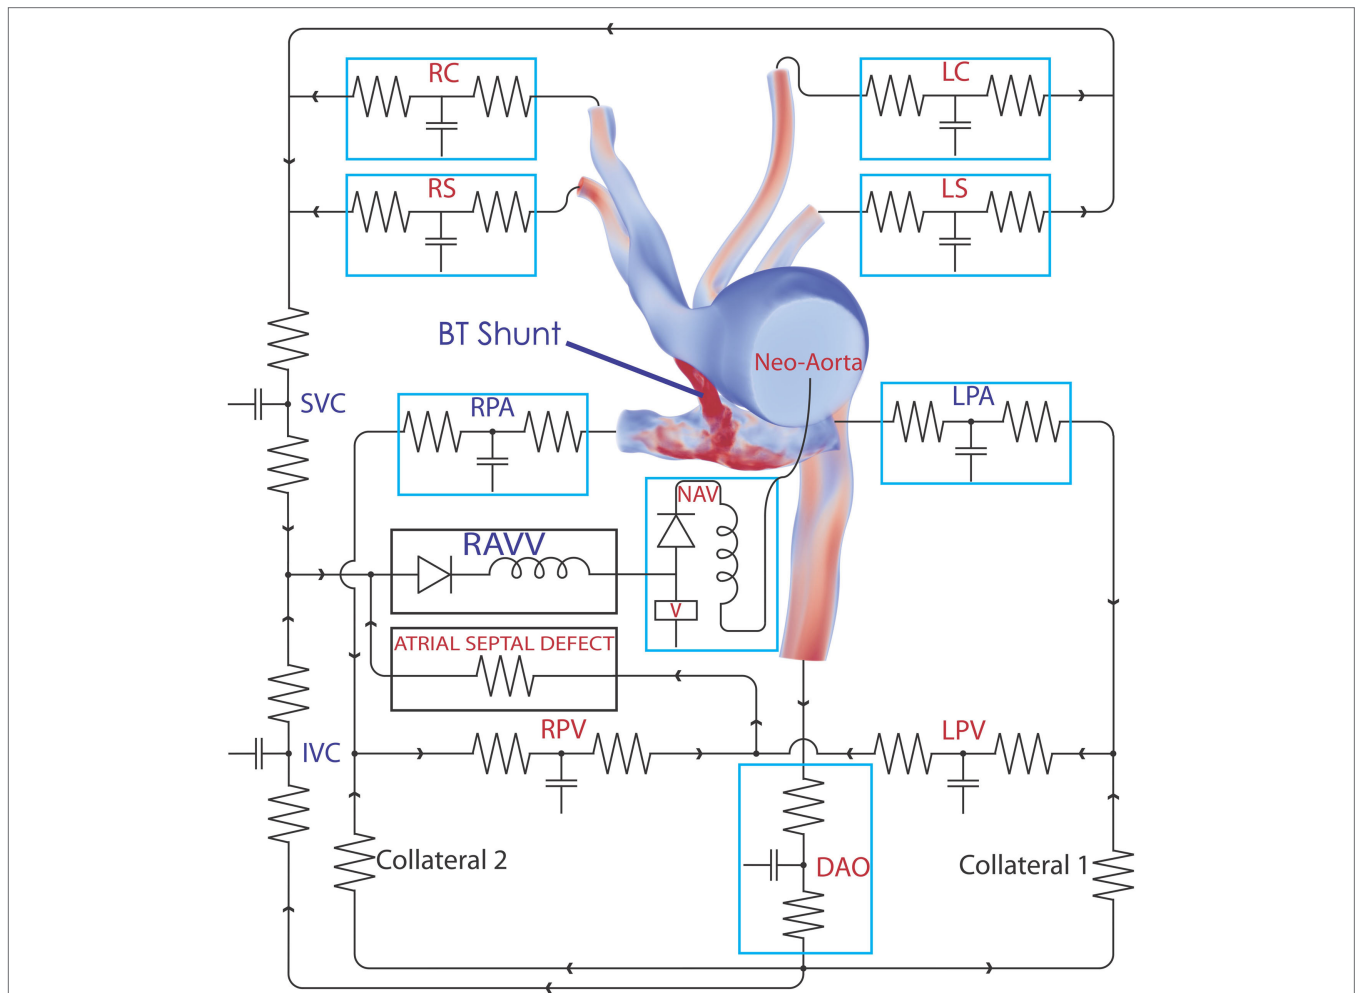 RC
LC
RS
LS
BT Shunt
Neo-Aorta
SVC
RPA
LPA
NAV
RAVV
V
ATRIAL SEPTAL DEFECT
RPV
LPV
IVC
Collateral 2
DAO
Collateral 1